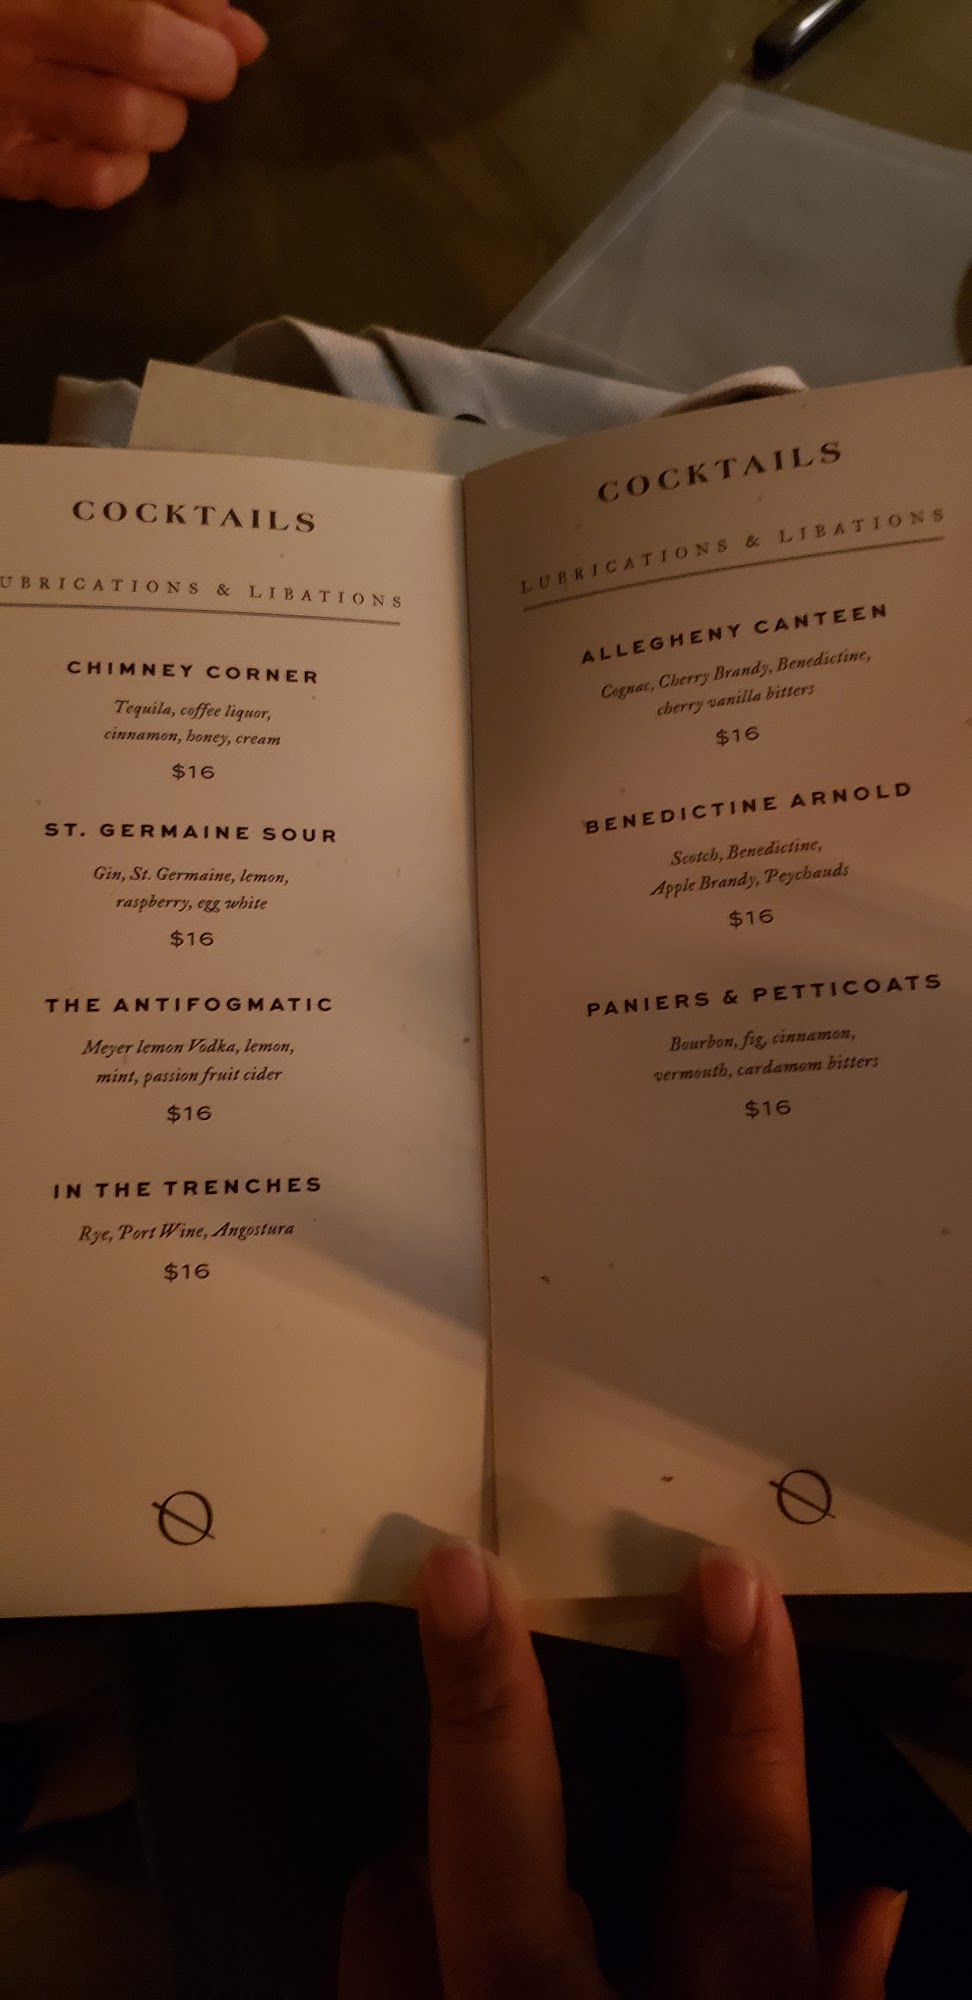 COCKTAILS
UBRICATIONS & LIBATIONS
CHIMNEY CORNER
Tequila, coffee liquor,
cinnamon, honey, cream
$16
ST. GERMAINE SOUR
Gin, St. Germaine, lemon,
raspberry, egg white
$16
THE ANTIFOGMATIC
Meyer lemon Vodka, lemon,
mint, passion fruit cider
$16
IN THE TRENCHES
Rye, Port Wine, Angostura
$16
COCKTAILS
LUBRICATIONS & LIBATIONS
ALLEGHENY CANTEEN
Cognac, Cherry Brandy, Benedictine,
cherry vanilla bitters
$16
BENEDICTINE ARNOLD
Scotch, Benedictine,
Apple Brandy, Peychauds
$16
PANIERS & PETTICOATS
Bourbon, fig, cinnamon,
vermouth, cardamom bitters
$16